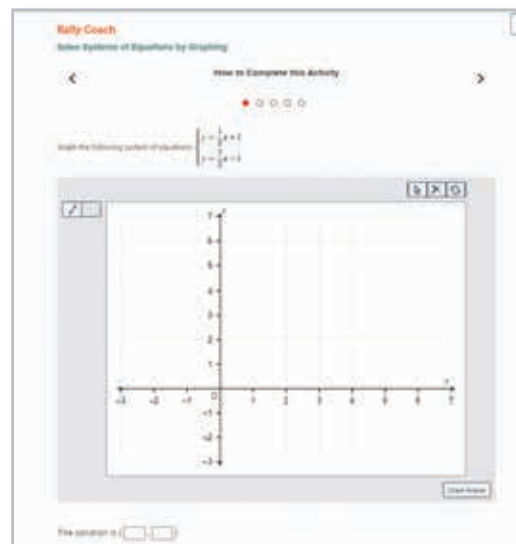 Rally Coach
Solve Systems of Equations by Graphing
How to Complete this Activity
Graph the following system of equations
y
7
6
5
4
3
2
1
-3 -2 -1 0 1 2 3 4 5 6 7
-1
-2
-3
Check Answer
The solution is ( , )